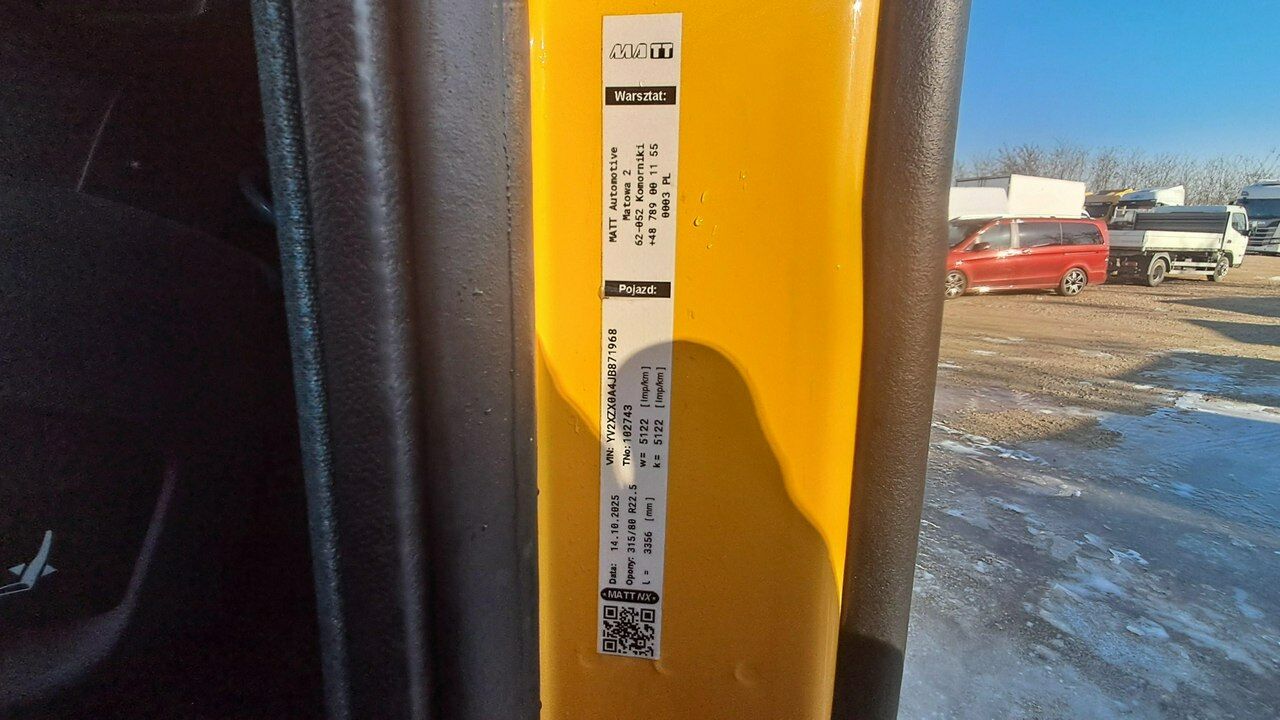 MATT
Warsztat:
MATT Automotive
Matowa 2
62-052 Komorniki
+48 789 00 11 55
0003 PL
Pojazd:
VIN: YV2XZX0A4JB871968
TNo: 102743
w= 5122 [Imp/km]
k= 5122 [Imp/km]
Data: 14.10.2025
Opony: 315/80 R22.5
L = 3356 [mm]
MATT NX